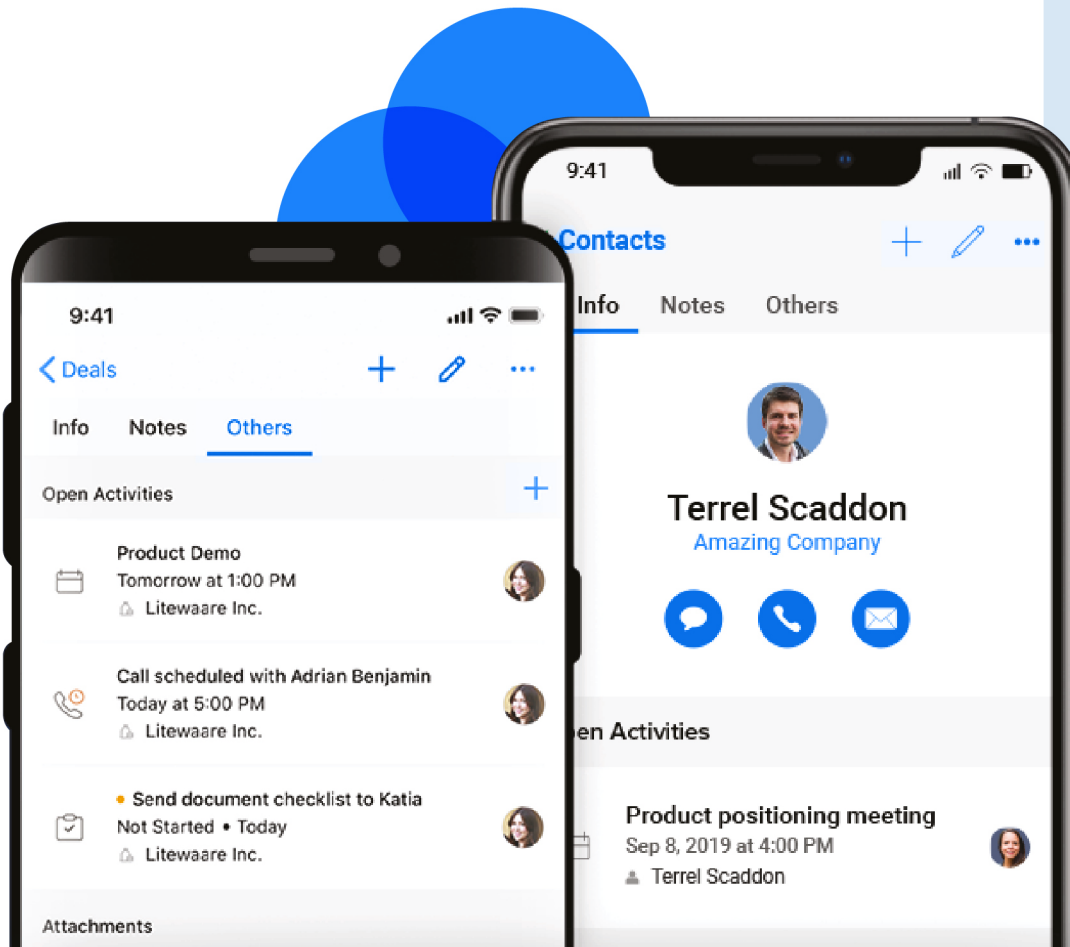 9:41
Deals
Info Notes Others
Open Activities
Product Demo
Tomorrow at 1:00 PM
Litewaare Inc.
Call scheduled with Adrian Benjamin
Today at 5:00 PM
Litewaare Inc.
• Send document checklist to Katia
Not Started • Today
Litewaare Inc.
Attachments
9:41
Contacts
Info Notes Others
Terrel Scaddon
Amazing Company
en Activities
Product positioning meeting
Sep 8, 2019 at 4:00 PM
Terrel Scaddon